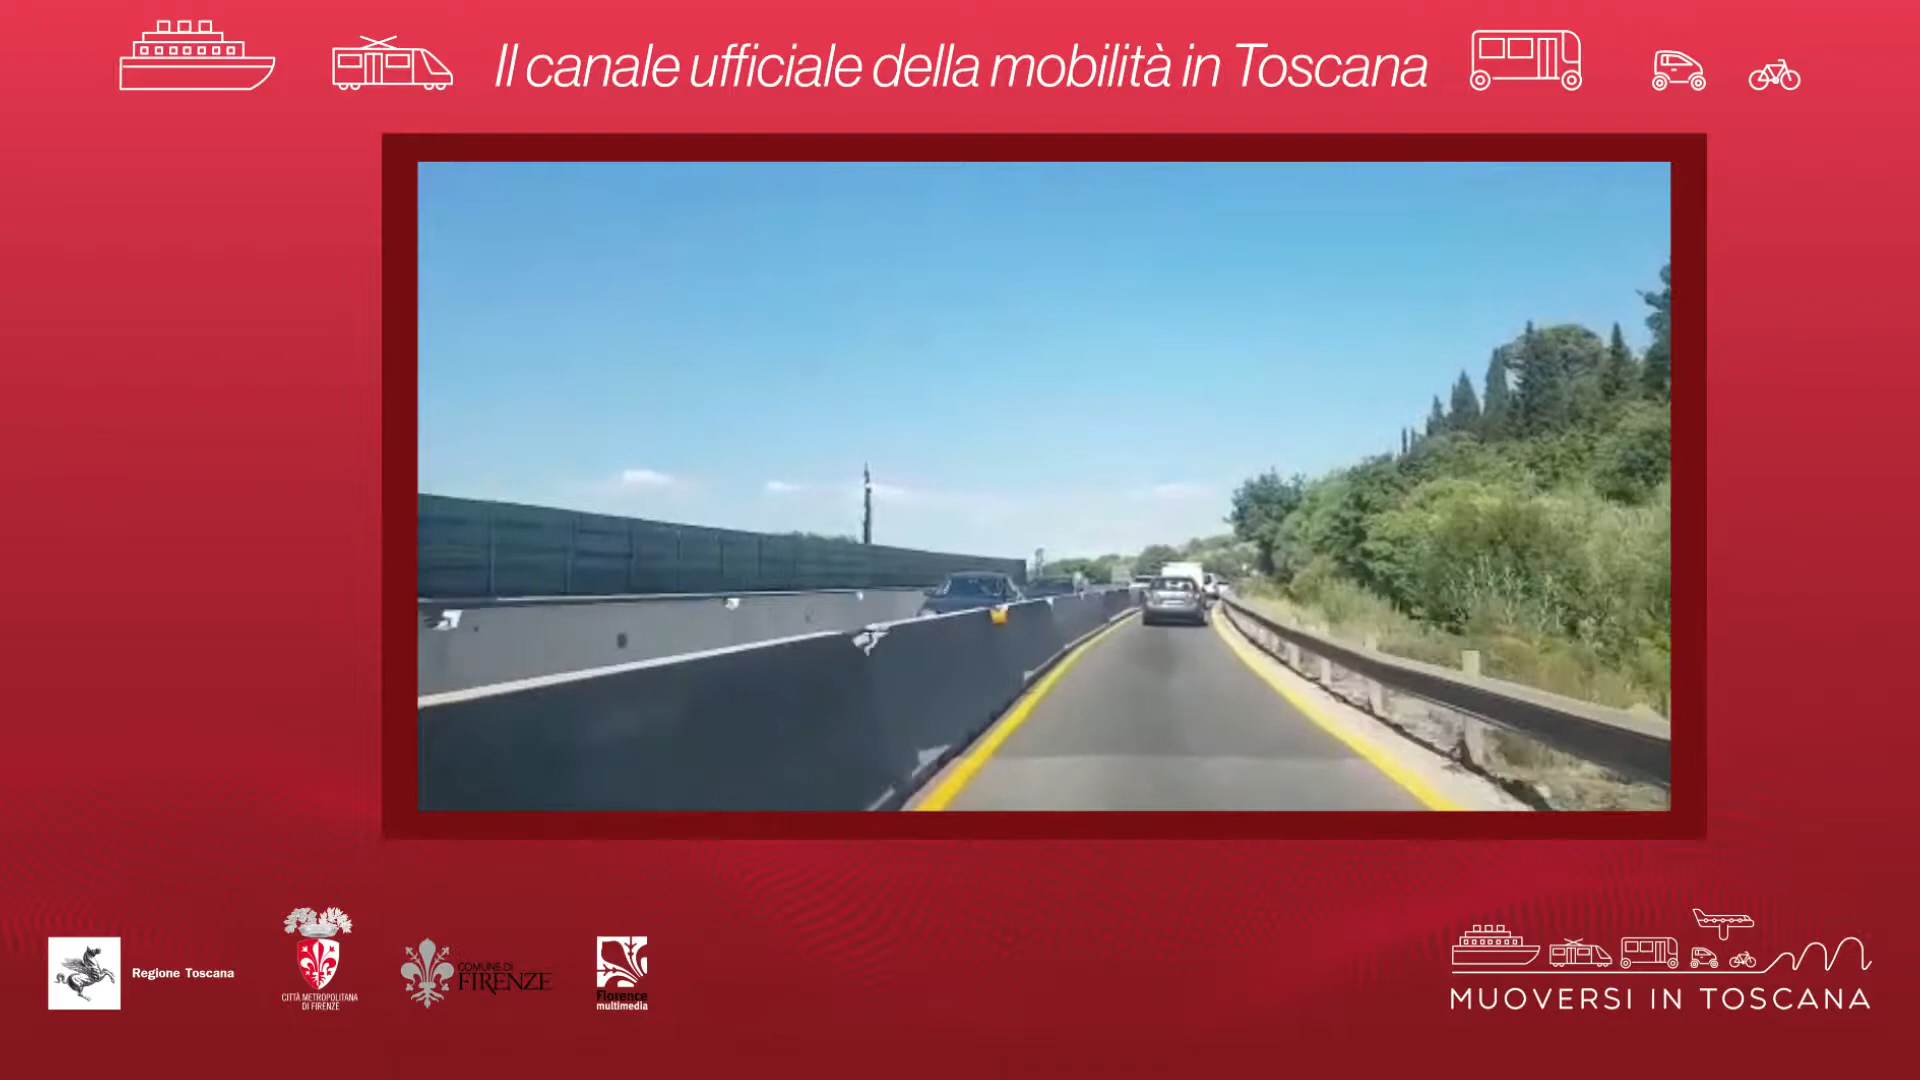 Il canale ufficiale della mobilità in Toscana
Regione Toscana
CITTÀ METROPOLITANA
DI FIRENZE
COMUNE DI
FIRENZE
Florence
multimedia
MUOVERSI IN TOSCANA